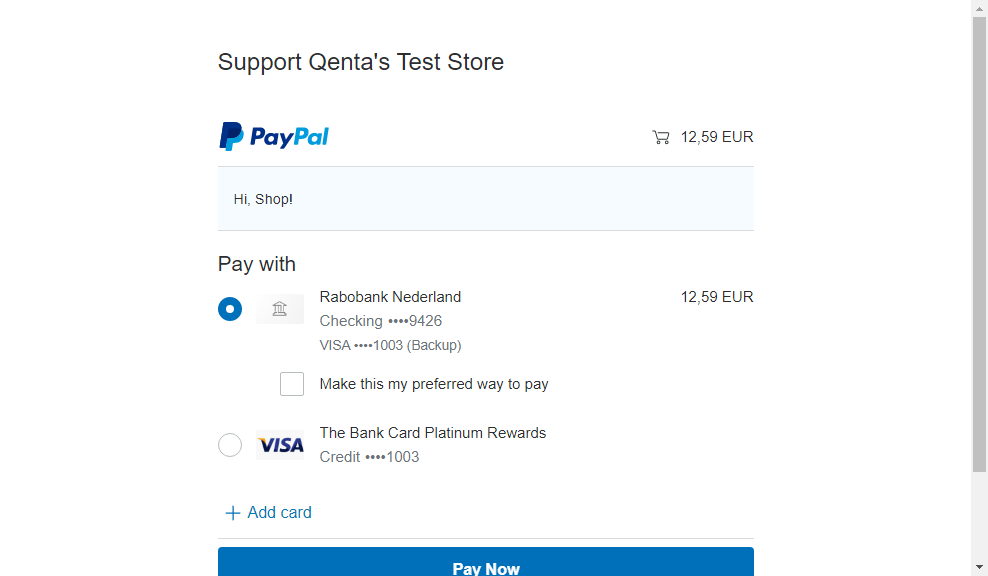 Support Qenta's Test Store
PayPal
12,59 EUR
Hi, Shop!
Pay with
Rabobank Nederland
12,59 EUR
Checking ••••9426
VISA ••••1003 (Backup)
Make this my preferred way to pay
VISA
The Bank Card Platinum Rewards
Credit ••••1003
+ Add card
Pay Now